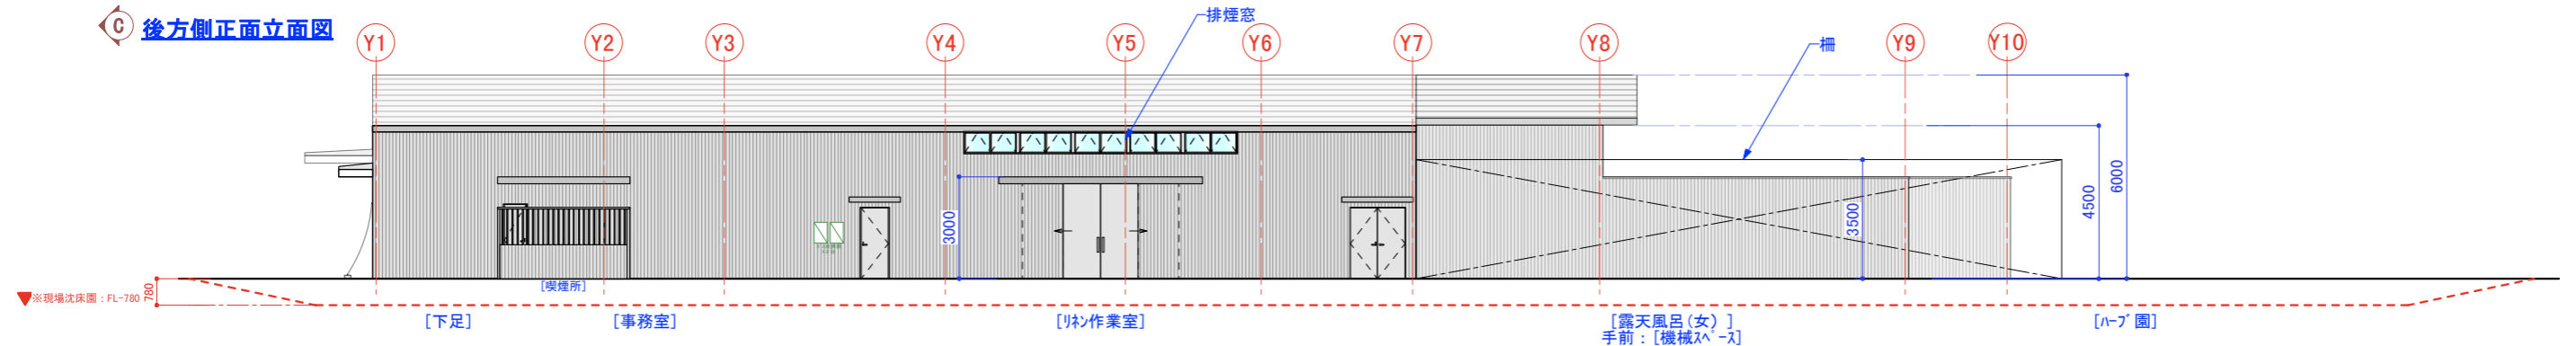 C 後方側正面立面図
Y1 Y2 Y3 Y4 Y5 Y6 Y7 Y8 Y9 Y10
排煙窓
柵
3000
3500
4500
6000
780
※現場沈床園：FL-780
[喫煙所]
[下足]
[事務室]
[ﾘﾈﾝ作業室]
[露天風呂(女)]
手前：[機械ｽﾍﾟｰｽ]
[ﾊｰﾌﾞ園]